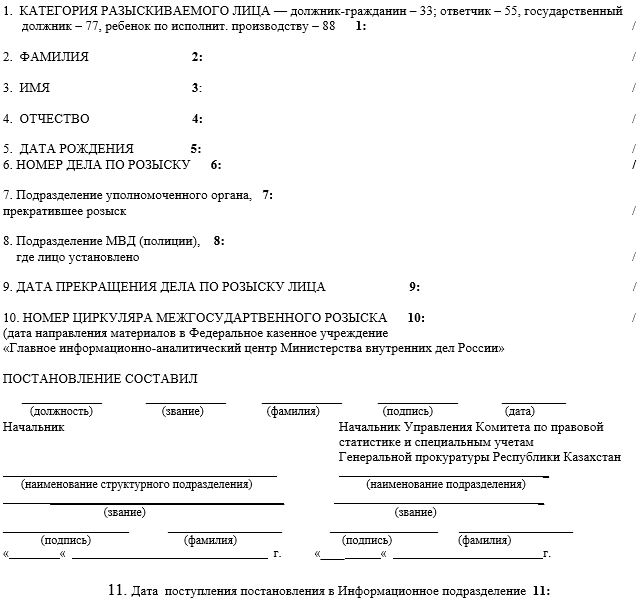 1. КАТЕГОРИЯ РАЗЫСКИВАЕМОГО ЛИЦА — должник-гражданин – 33; ответчик – 55, государственный
должник – 77, ребенок по исполнит. производству – 88 1: /
2. ФАМИЛИЯ 2: /
3. ИМЯ 3: /
4. ОТЧЕСТВО 4: /
5. ДАТА РОЖДЕНИЯ 5: /
6. НОМЕР ДЕЛА ПО РОЗЫСКУ 6: /
7. Подразделение уполномоченного органа, 7:
прекратившее розыск /
8. Подразделение МВД (полиции), 8:
где лицо установлено /
9. ДАТА ПРЕКРАЩЕНИЯ ДЕЛА ПО РОЗЫСКУ ЛИЦА 9: /
10. НОМЕР ЦИРКУЛЯРА МЕЖГОСУДАРТВЕННОГО РОЗЫСКА 10: /
(дата направления материалов в Федеральное казенное учреждение
«Главное информационно-аналитический центр Министерства внутренних дел России»
ПОСТАНОВЛЕНИЕ СОСТАВИЛ
(должность) (звание) (фамилия) (подпись) (дата)
Начальник Начальник Управления Комитета по правовой
статистике и специальным учетам
Генеральной прокуратуры Республики Казахстан
(наименование структурного подразделения) (наименование подразделения)
(звание) (звание)
(подпись) (фамилия) (подпись) (фамилия)
«________« ______________________________ г. «_________« _______________________г.
11. Дата поступления постановления в Информационное подразделение 11: